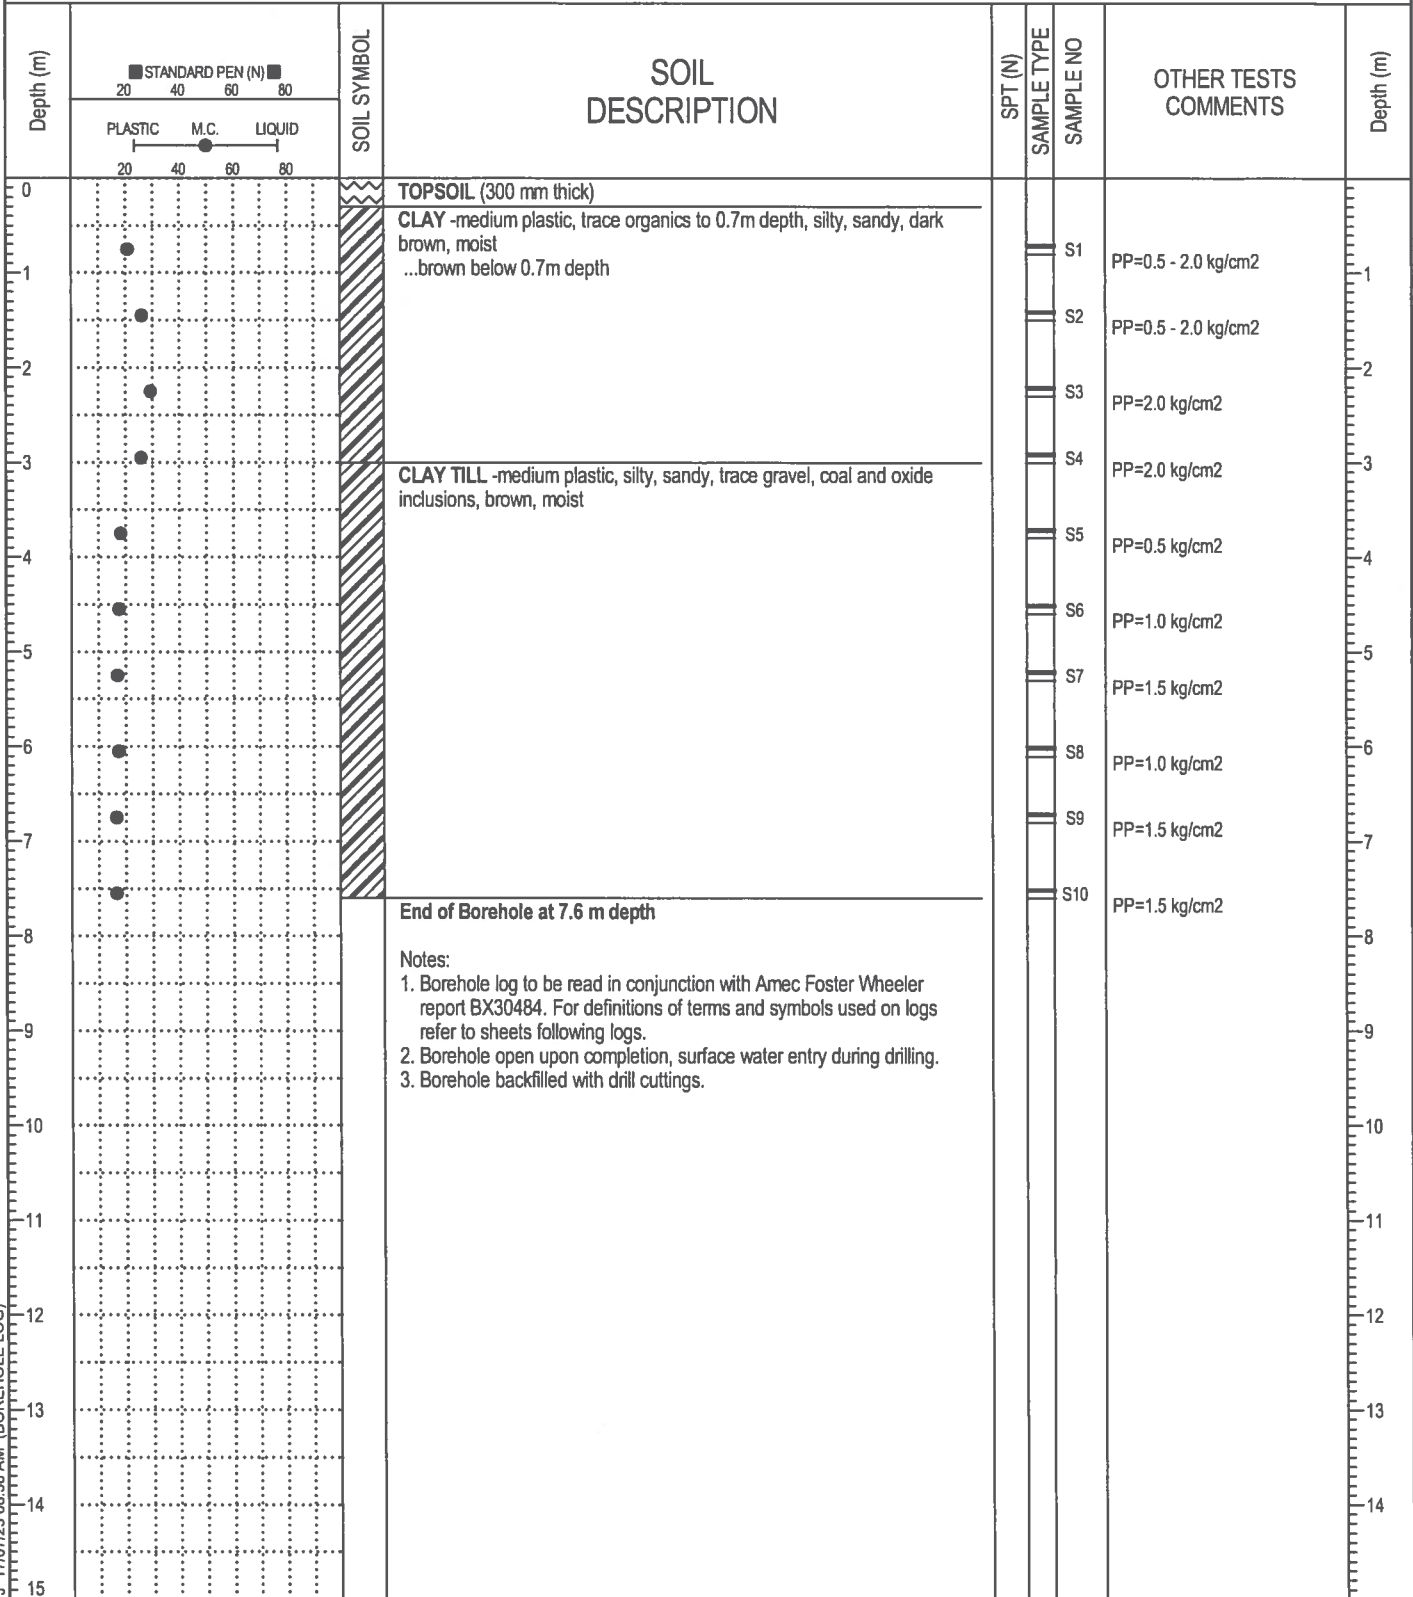 Depth (m)
STANDARD PEN (N)
20 40 60 80
PLASTIC M.C. LIQUID
20 40 60 80
SOIL SYMBOL
SOIL
DESCRIPTION
SPT (N)
SAMPLE TYPE
SAMPLE NO
OTHER TESTS
COMMENTS
Depth (m)
0
TOPSOIL (300 mm thick)
CLAY -medium plastic, trace organics to 0.7m depth, silty, sandy, dark
brown, moist
...brown below 0.7m depth
S1
PP=0.5 - 2.0 kg/cm2
1
1
S2
PP=0.5 - 2.0 kg/cm2
2
2
S3
PP=2.0 kg/cm2
3
S4
PP=2.0 kg/cm2
3
CLAY TILL -medium plastic, silty, sandy, trace gravel, coal and oxide
inclusions, brown, moist
S5
PP=0.5 kg/cm2
4
4
S6
PP=1.0 kg/cm2
5
5
S7
PP=1.5 kg/cm2
6
6
S8
PP=1.0 kg/cm2
S9
PP=1.5 kg/cm2
7
7
S10
PP=1.5 kg/cm2
End of Borehole at 7.6 m depth
8
8
Notes:
1. Borehole log to be read in conjunction with Amec Foster Wheeler
report BX30484. For definitions of terms and symbols used on logs
refer to sheets following logs.
2. Borehole open upon completion, surface water entry during drilling.
3. Borehole backfilled with drill cuttings.
9
9
10
10
11
11
12
12
13
13
14
14
15